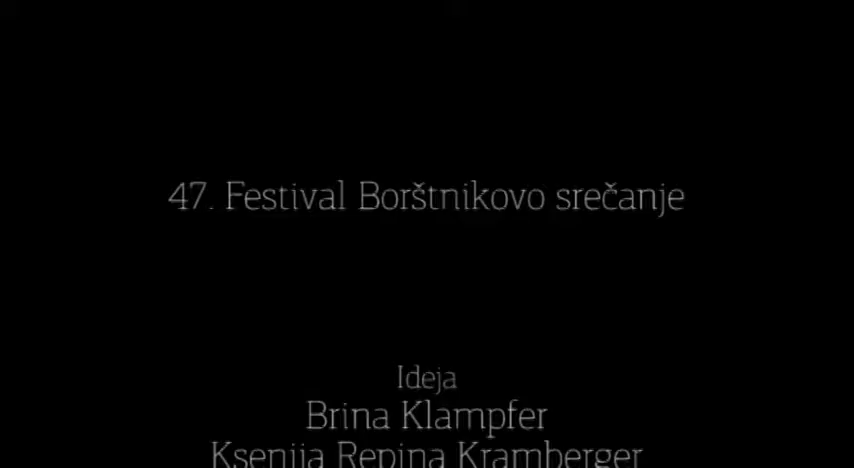 47. Festival Borštnikovo srečanje
Ideja
Brina Klampfer
Ksenija Repina Kramberger